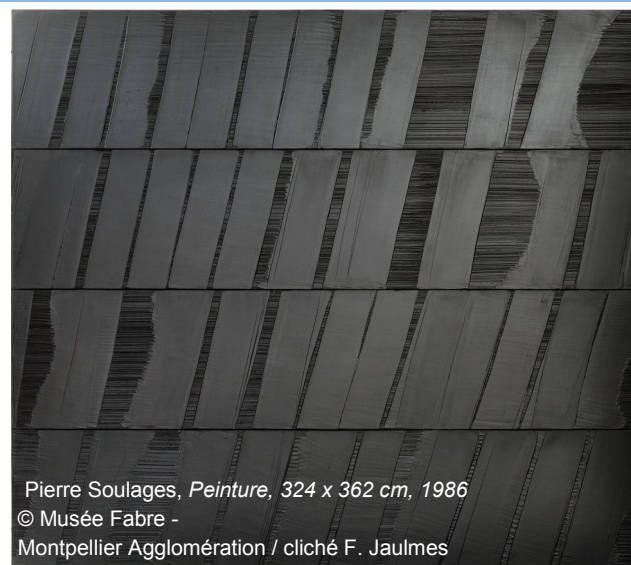 Pierre Soulages, Peinture, 324 x 362 cm, 1986
© Musée Fabre -
Montpellier Agglomération / cliché F. Jaulmes